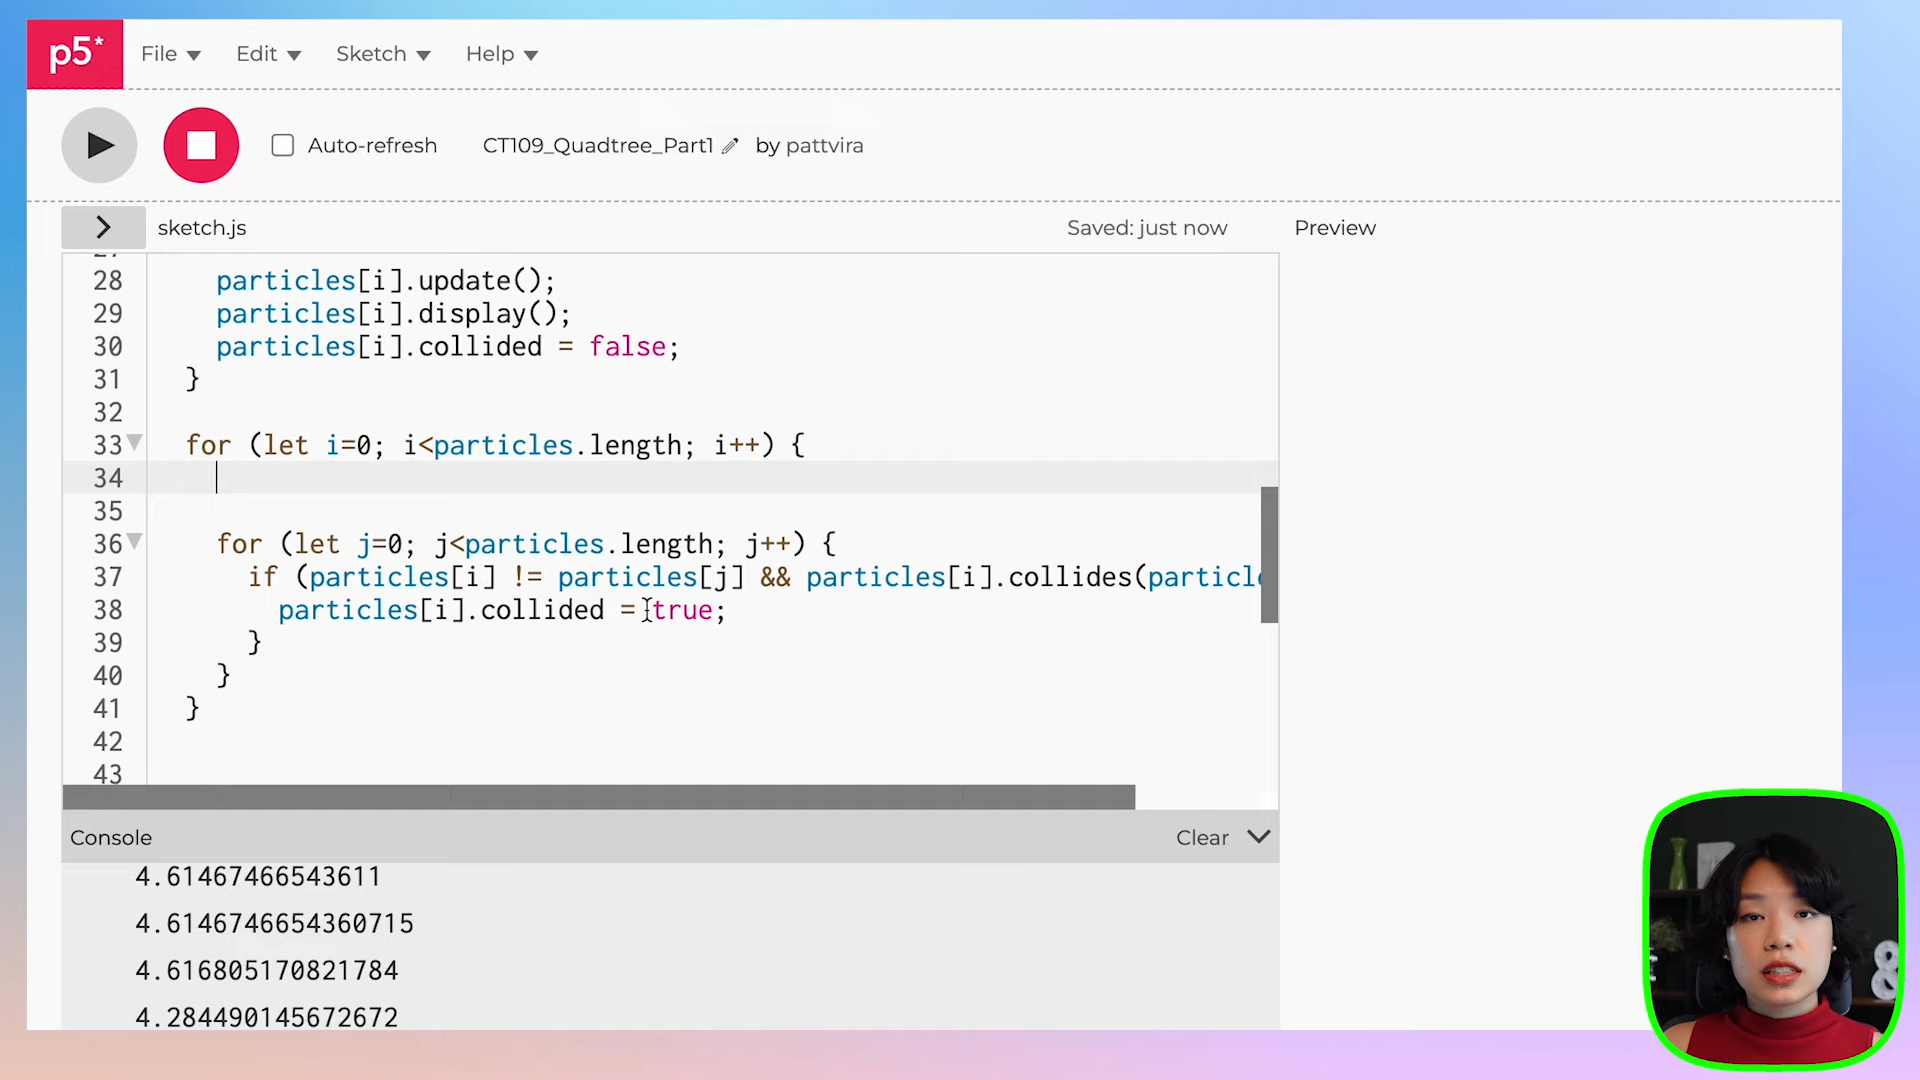 p5*
File Edit Sketch Help
Auto-refresh CT109_Quadtree_Part1 by pattvira
sketch.js Saved: just now Preview
28 particles[i].update();
29 particles[i].display();
30 particles[i].collided = false;
31 }
32
33 for (let i=0; i<particles.length; i++) {
34
35
36 for (let j=0; j<particles.length; j++) {
37 if (particles[i] != particles[j] && particles[i].collides(particl
38 particles[i].collided = true;
39 }
40 }
41 }
42
43
Console Clear
4.61467466543611
4.6146746654360715
4.616805170821784
4.284490145672672